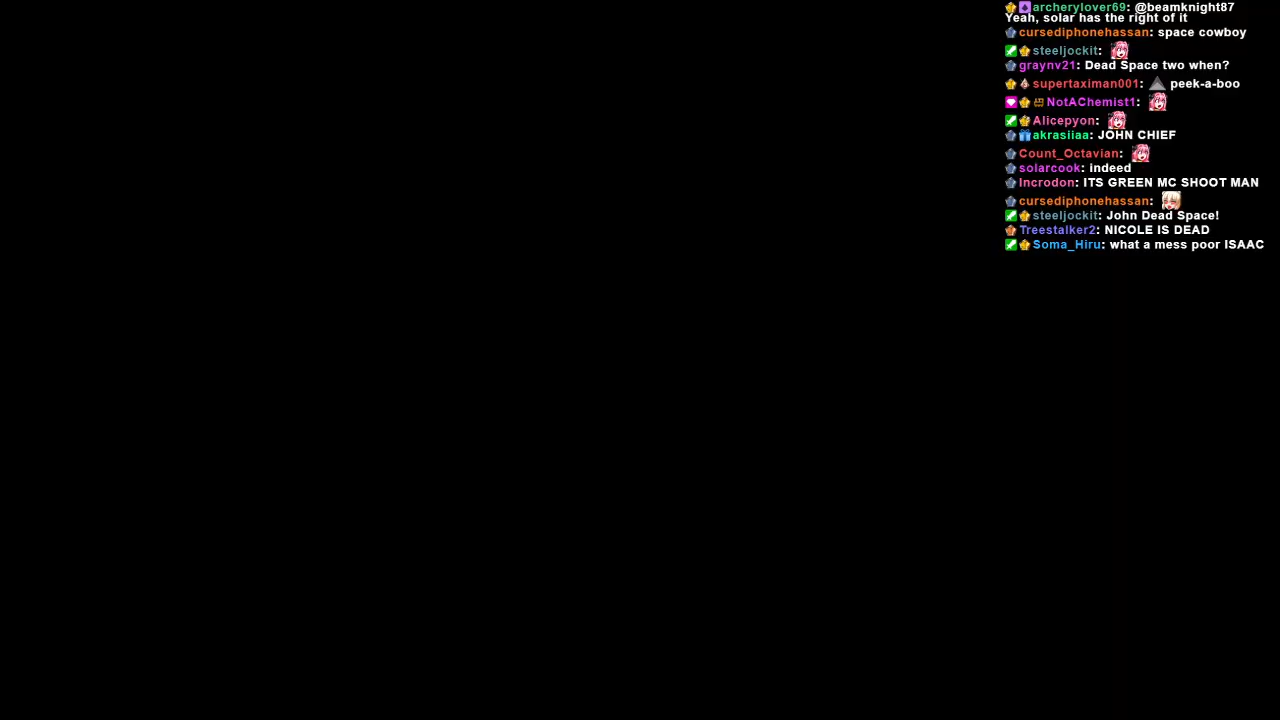 archerylover69: @beamknight87
Yeah, solar has the right of it
cursediphonehassan: space cowboy
steeljockit:
graynv21: Dead Space two when?
supertaximan001: peek-a-boo
NotAChemist1:
Alicepyon:
akrasiiaa: JOHN CHIEF
Count_Octavian:
solarcook: indeed
Incrodon: ITS GREEN MC SHOOT MAN
cursediphonehassan:
steeljockit: John Dead Space!
Treestalker2: NICOLE IS DEAD
Soma_Hiru: what a mess poor ISAAC